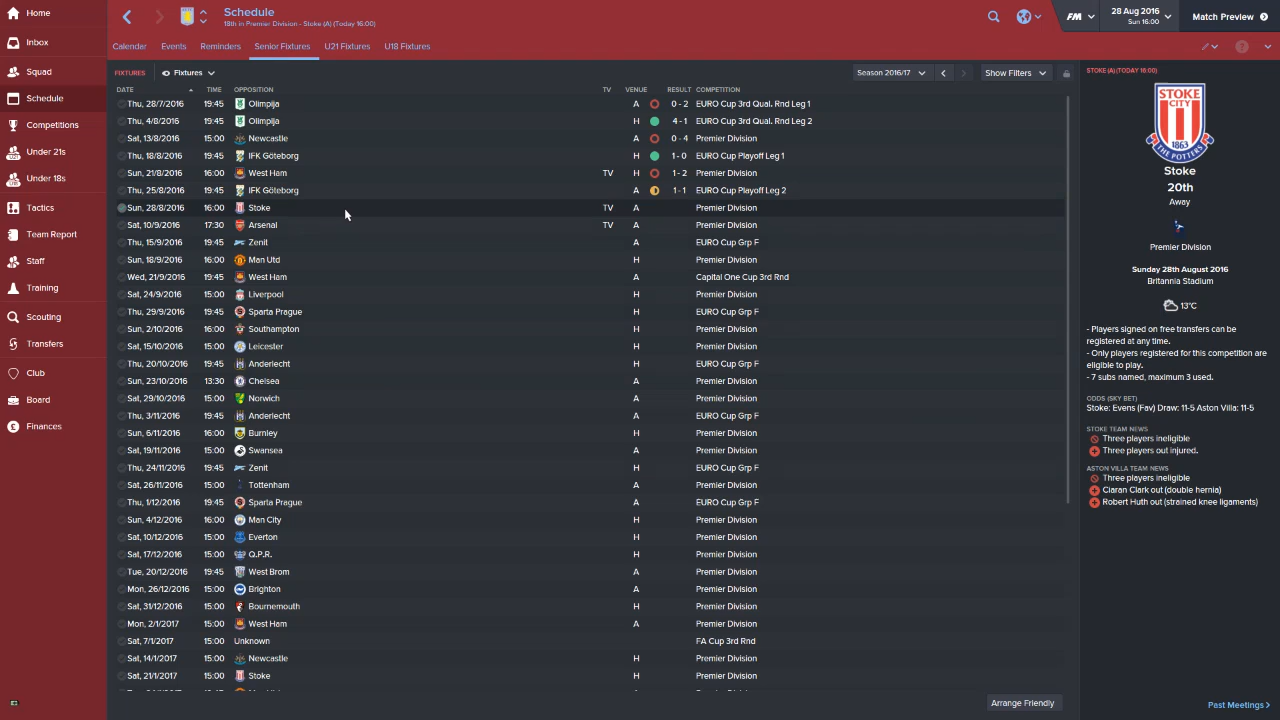 Home
Inbox
Squad
Schedule
Competitions
Under 21s
Under 18s
Tactics
Team Report
Staff
Training
Scouting
Transfers
Club
Board
Finances
Schedule
18th in Premier Division - Stoke (A) (Today 16:00)
FM
28 Aug 2016
Sun 16:00
Match Preview
Calendar Events Reminders Senior Fixtures U21 Fixtures U18 Fixtures
FIXTURES Fixtures Season 2016/17 Show Filters
DATE TIME OPPOSITION TV VENUE RESULT COMPETITION
Thu, 28/7/2016 19:45 Olimpija A 0 - 2 EURO Cup 3rd Qual. Rnd Leg 1
Thu, 4/8/2016 19:45 Olimpija H 4 - 1 EURO Cup 3rd Qual. Rnd Leg 2
Sat, 13/8/2016 15:00 Newcastle A 0 - 4 Premier Division
Thu, 18/8/2016 19:45 IFK Göteborg H 1 - 0 EURO Cup Playoff Leg 1
Sun, 21/8/2016 16:00 West Ham TV H 1 - 2 Premier Division
Thu, 25/8/2016 19:45 IFK Göteborg A 1 - 1 EURO Cup Playoff Leg 2
Sun, 28/8/2016 16:00 Stoke TV A Premier Division
Sat, 10/9/2016 17:30 Arsenal TV A Premier Division
Thu, 15/9/2016 19:45 Zenit A EURO Cup Grp F
Sun, 18/9/2016 16:00 Man Utd H Premier Division
Wed, 21/9/2016 19:45 West Ham A Capital One Cup 3rd Rnd
Sat, 24/9/2016 15:00 Liverpool H Premier Division
Thu, 29/9/2016 19:45 Sparta Prague H EURO Cup Grp F
Sun, 2/10/2016 16:00 Southampton H Premier Division
Sat, 15/10/2016 15:00 Leicester A Premier Division
Thu, 20/10/2016 19:45 Anderlecht H EURO Cup Grp F
Sun, 23/10/2016 13:30 Chelsea A Premier Division
Sat, 29/10/2016 15:00 Norwich A Premier Division
Thu, 3/11/2016 19:45 Anderlecht A EURO Cup Grp F
Sun, 6/11/2016 16:00 Burnley H Premier Division
Sat, 19/11/2016 15:00 Swansea A Premier Division
Thu, 24/11/2016 19:45 Zenit H EURO Cup Grp F
Sat, 26/11/2016 15:00 Tottenham A Premier Division
Thu, 1/12/2016 19:45 Sparta Prague A EURO Cup Grp F
Sun, 4/12/2016 16:00 Man City H Premier Division
Sat, 10/12/2016 15:00 Everton H Premier Division
Sat, 17/12/2016 15:00 Q.P.R. H Premier Division
Tue, 20/12/2016 19:45 West Brom A Premier Division
Mon, 26/12/2016 15:00 Brighton A Premier Division
Sat, 31/12/2016 15:00 Bournemouth H Premier Division
Mon, 2/1/2017 15:00 West Ham A Premier Division
Sat, 7/1/2017 15:00 Unknown FA Cup 3rd Rnd
Sat, 14/1/2017 15:00 Newcastle H Premier Division
Sat, 21/1/2017 15:00 Stoke H Premier Division
Arrange Friendly
STOKE (A) (TODAY 16:00)
STOKE
CITY
1863
THE POTTERS
Stoke
20th
Away
Premier Division
Sunday 28th August 2016
Britannia Stadium
13°C
- Players signed on free transfers can be
registered at any time.
- Only players registered for this competition are
eligible to play.
- 7 subs named, maximum 3 used.
ODDS (SKY BET)
Stoke: Evens (Fav) Draw: 11-5 Aston Villa: 11-5
STOKE TEAM NEWS
Three players ineligible
Three players out injured.
ASTON VILLA TEAM NEWS
Three players ineligible
Ciaran Clark out (double hernia)
Robert Huth out (strained knee ligaments)
Past Meetings